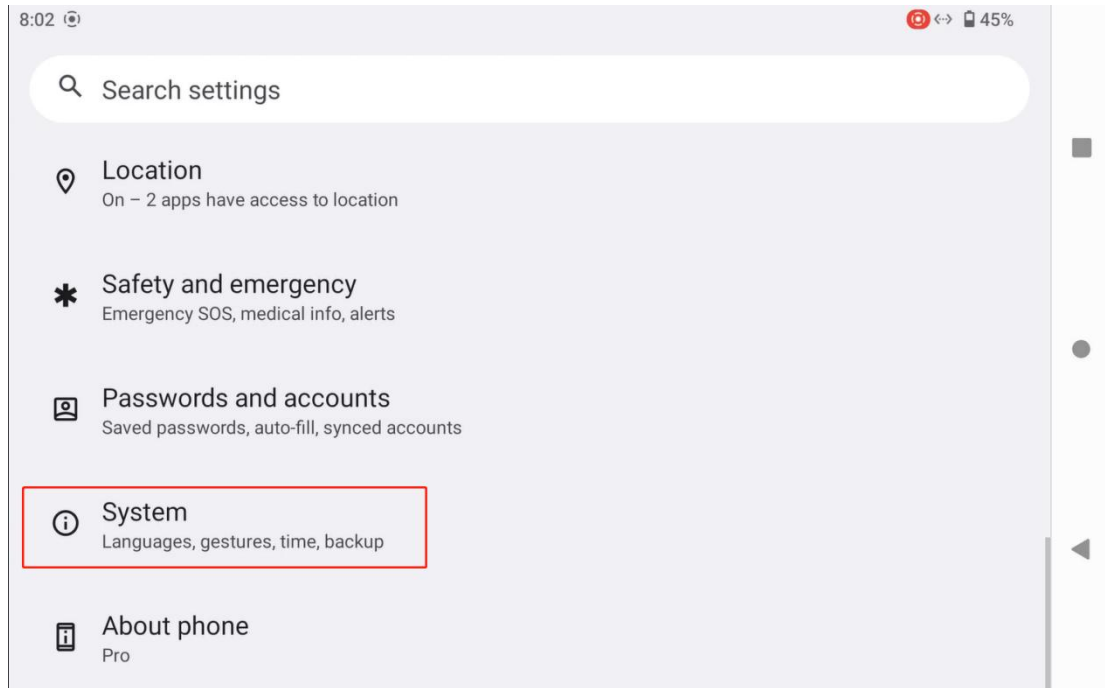 8:02
45%
Search settings
Location
On – 2 apps have access to location
Safety and emergency
Emergency SOS, medical info, alerts
Passwords and accounts
Saved passwords, auto-fill, synced accounts
System
Languages, gestures, time, backup
About phone
Pro